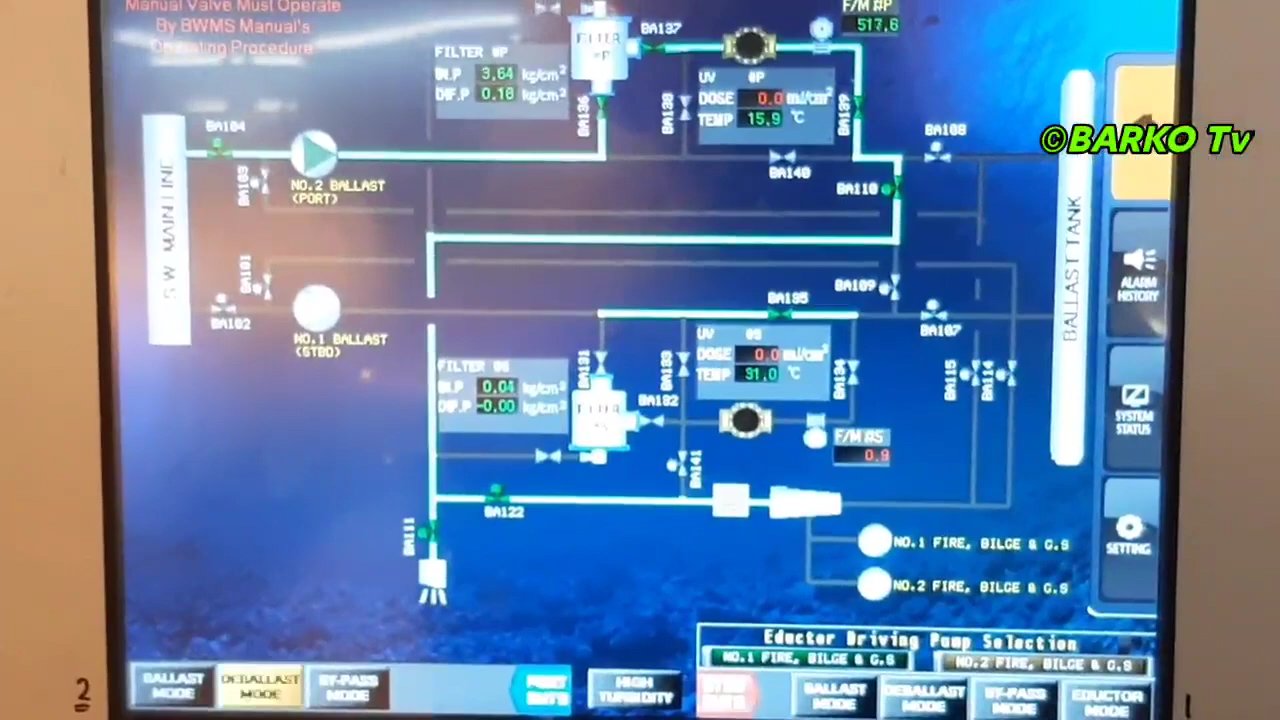 Manual Valve Must Operate
By BWMS Manual's
Operating Procedure
FILTER #P
IN.P 3.64 kg/cm²
DIF.P 0.18 kg/cm²
FILTER
#P
BA137
F/M #P
517.6
UV #P
DOSE 0.0 mJ/cm²
TEMP 15.9 ℃
BA136
BA138
BA139
©BARKO Tv
BA104
BA103
NO.2 BALLAST
(PORT)
BA140
BA108
BA110
S.W. MAIN LINE
BALLAST TANK
ALARM
HISTORY
BA101
BA102
NO.1 BALLAST
(STBD)
BA109
BA135
BA107
UV #S
DOSE 0.0 mJ/cm²
TEMP 31.0 ℃
FILTER #S
IN.P 0.04 kg/cm²
DIF.P -0.00 kg/cm²
BA131
BA133
BA134
BA115
BA114
BA132
FILTER
#S
F/M #S
0.9
BA141
SYSTEM
STATUS
BA122
BA111
NO.1 FIRE, BILGE & G.S
NO.2 FIRE, BILGE & G.S
SETTING
Eductor Driving Pump Selection
NO.1 FIRE, BILGE & G.S
NO.2 FIRE, BILGE & G.S
BALLAST
MODE
DEBALLAST
MODE
BY-PASS
MODE
HIGH
TURBIDITY
BALLAST
MODE
DEBALLAST
MODE
BY-PASS
MODE
EDUCTOR
MODE
2